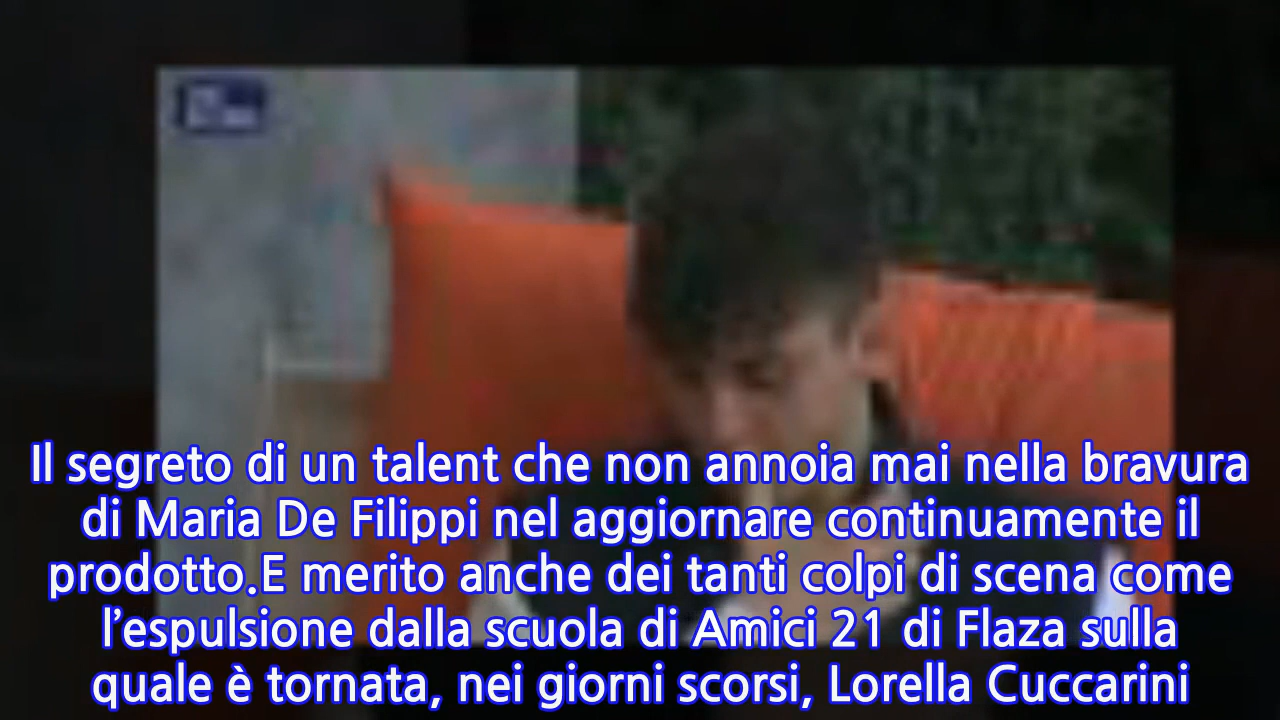 Il segreto di un talent che non annoia mai nella bravura
di Maria De Filippi nel aggiornare continuamente il
prodotto.E merito anche dei tanti colpi di scena come
l’espulsione dalla scuola di Amici 21 di Flaza sulla
quale è tornata, nei giorni scorsi, Lorella Cuccarini